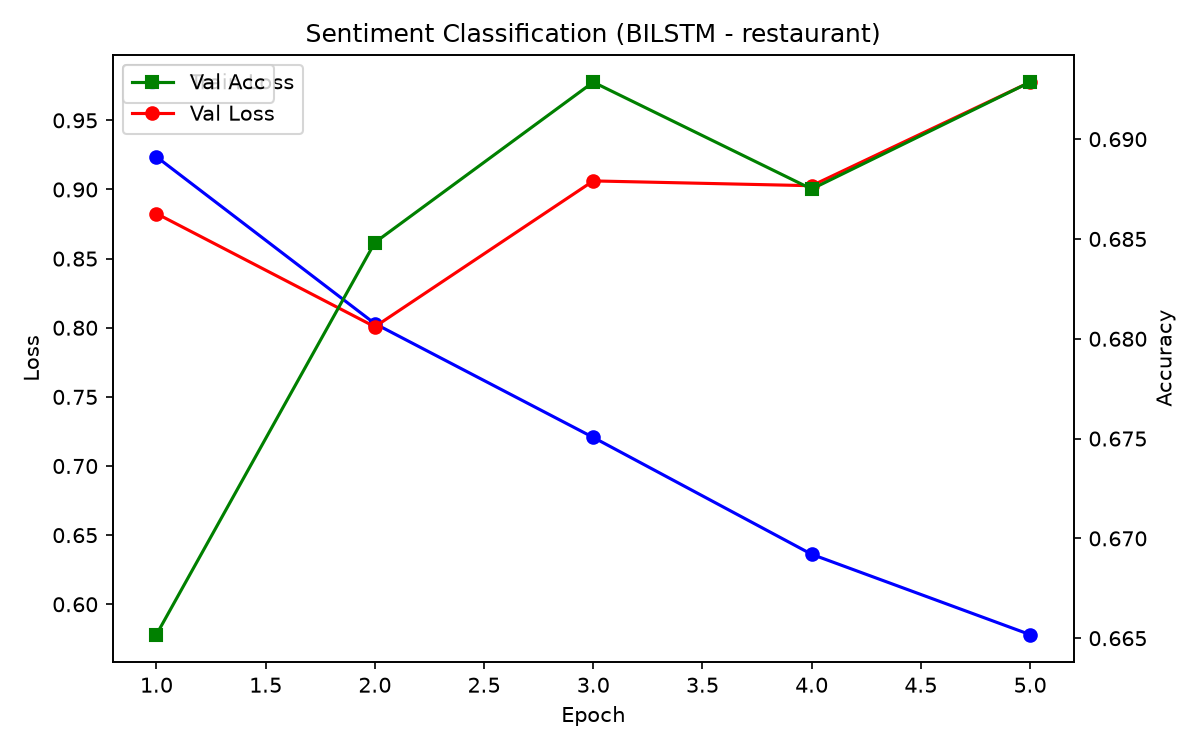 Sentiment Classification (BILSTM - restaurant)
Val Acc
Val Loss
Loss
0.95
0.90
0.85
0.80
0.75
0.70
0.65
0.60
0.690
0.685
0.680
0.675
0.670
0.665
Accuracy
1.0 1.5 2.0 2.5 3.0 3.5 4.0 4.5 5.0
Epoch